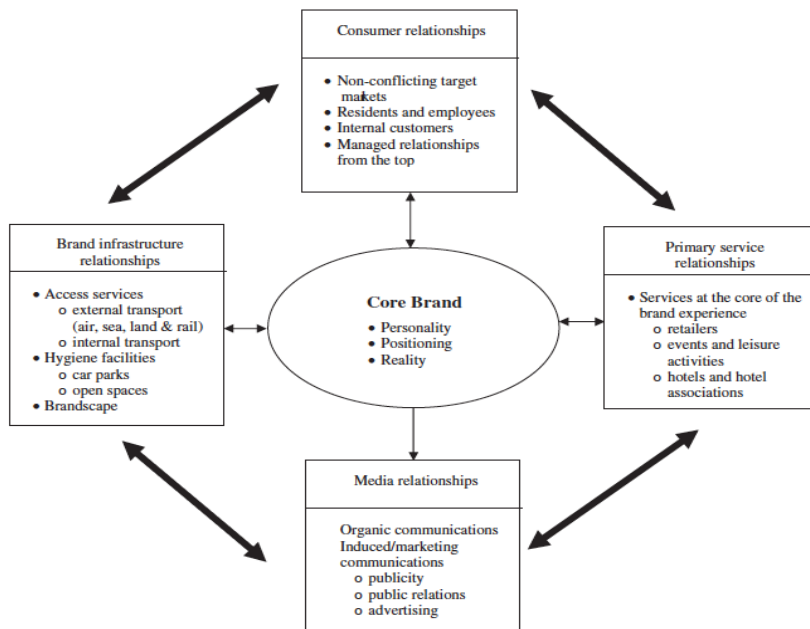 Consumer relationships
• Non-conflicting target
markets
• Residents and employees
• Internal customers
• Managed relationships
from the top
Brand infrastructure
relationships
• Access services
o external transport
(air, sea, land & rail)
o internal transport
• Hygiene facilities
o car parks
o open spaces
• Brandscape
Core Brand
• Personality
• Positioning
• Reality
Primary service
relationships
• Services at the core of the
brand experience
o retailers
o events and leisure
activities
o hotels and hotel
associations
Media relationships
Organic communications
Induced/marketing
communications
o publicity
o public relations
o advertising